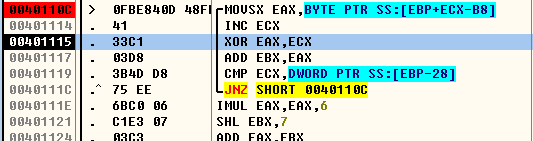 0040110C > 0FBE840D 48FF MOVSX EAX,BYTE PTR SS:[EBP+ECX-B8]
00401114 . 41 INC ECX
00401115 . 33C1 XOR EAX,ECX
00401117 . 03D8 ADD EBX,EAX
00401119 . 3B4D D8 CMP ECX,DWORD PTR SS:[EBP-28]
0040111C .^ 75 EE JNZ SHORT 0040110C
0040111E . 6BC0 06 IMUL EAX,EAX,6
00401121 . C1E3 07 SHL EBX,7
00401124 . 03C3 ADD EAX,EBX